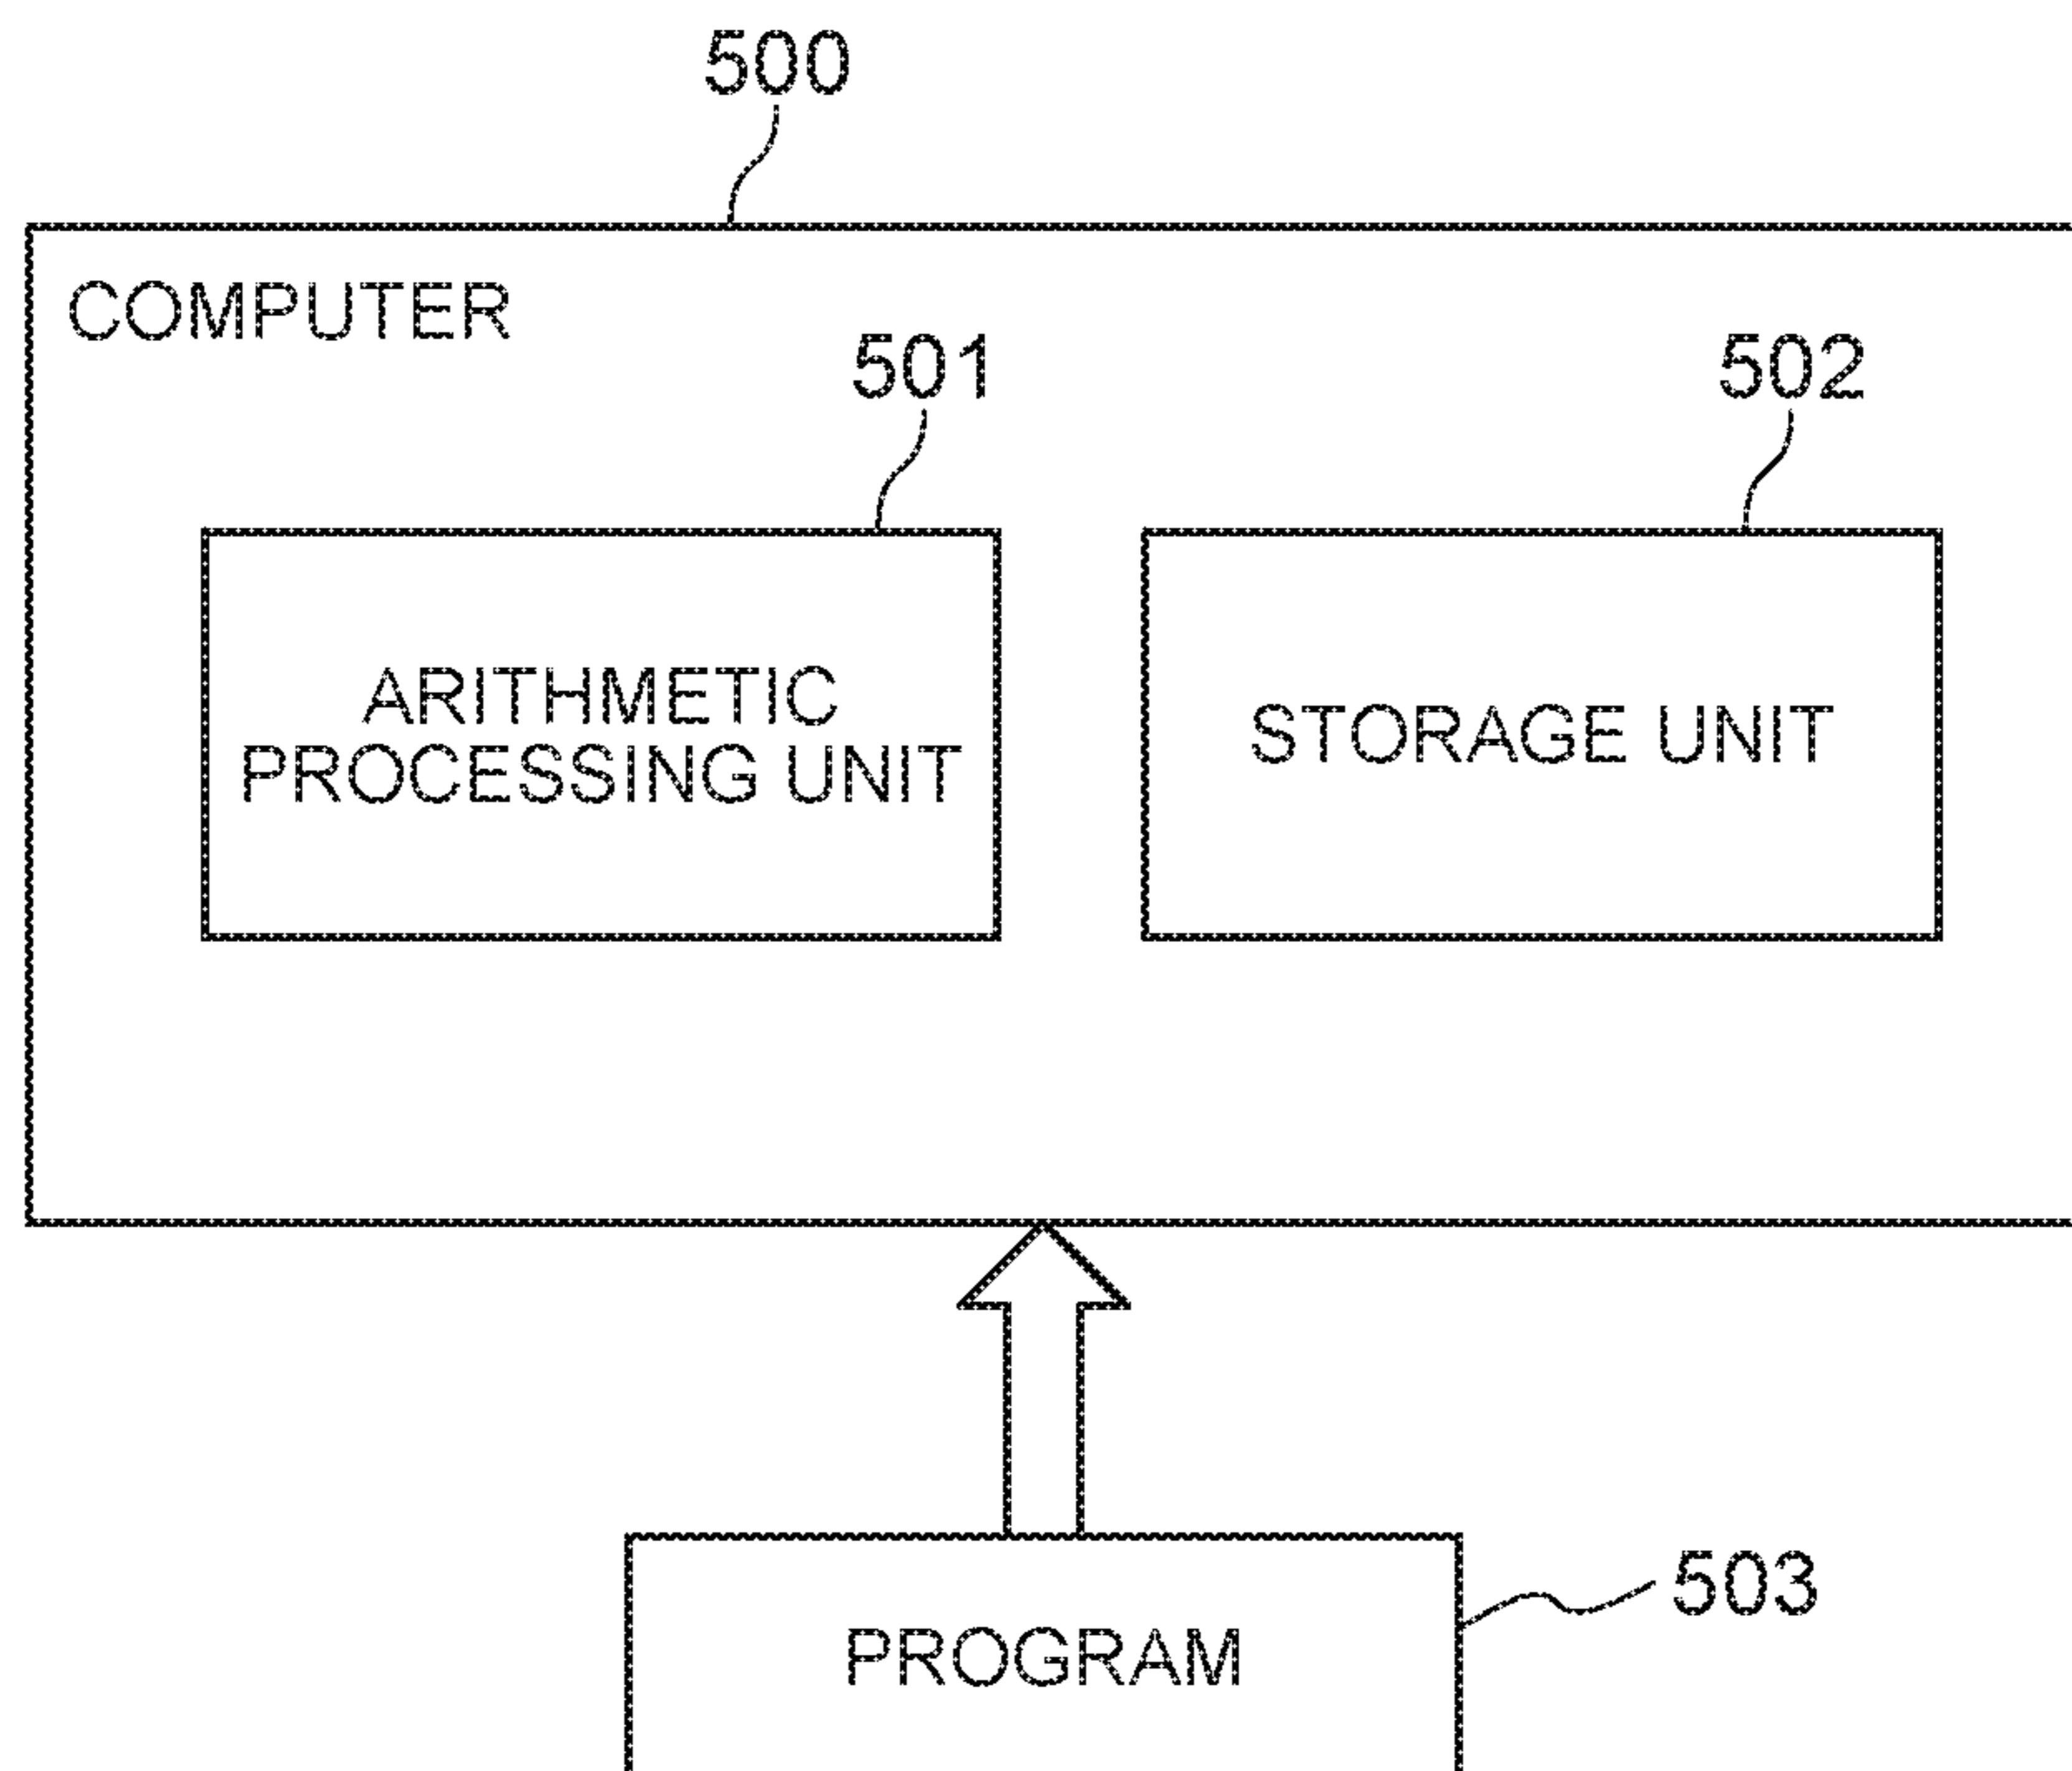 500
COMPUTER
501
502
ARITHMETIC
PROCESSING UNIT
STORAGE UNIT
503
PROGRAM